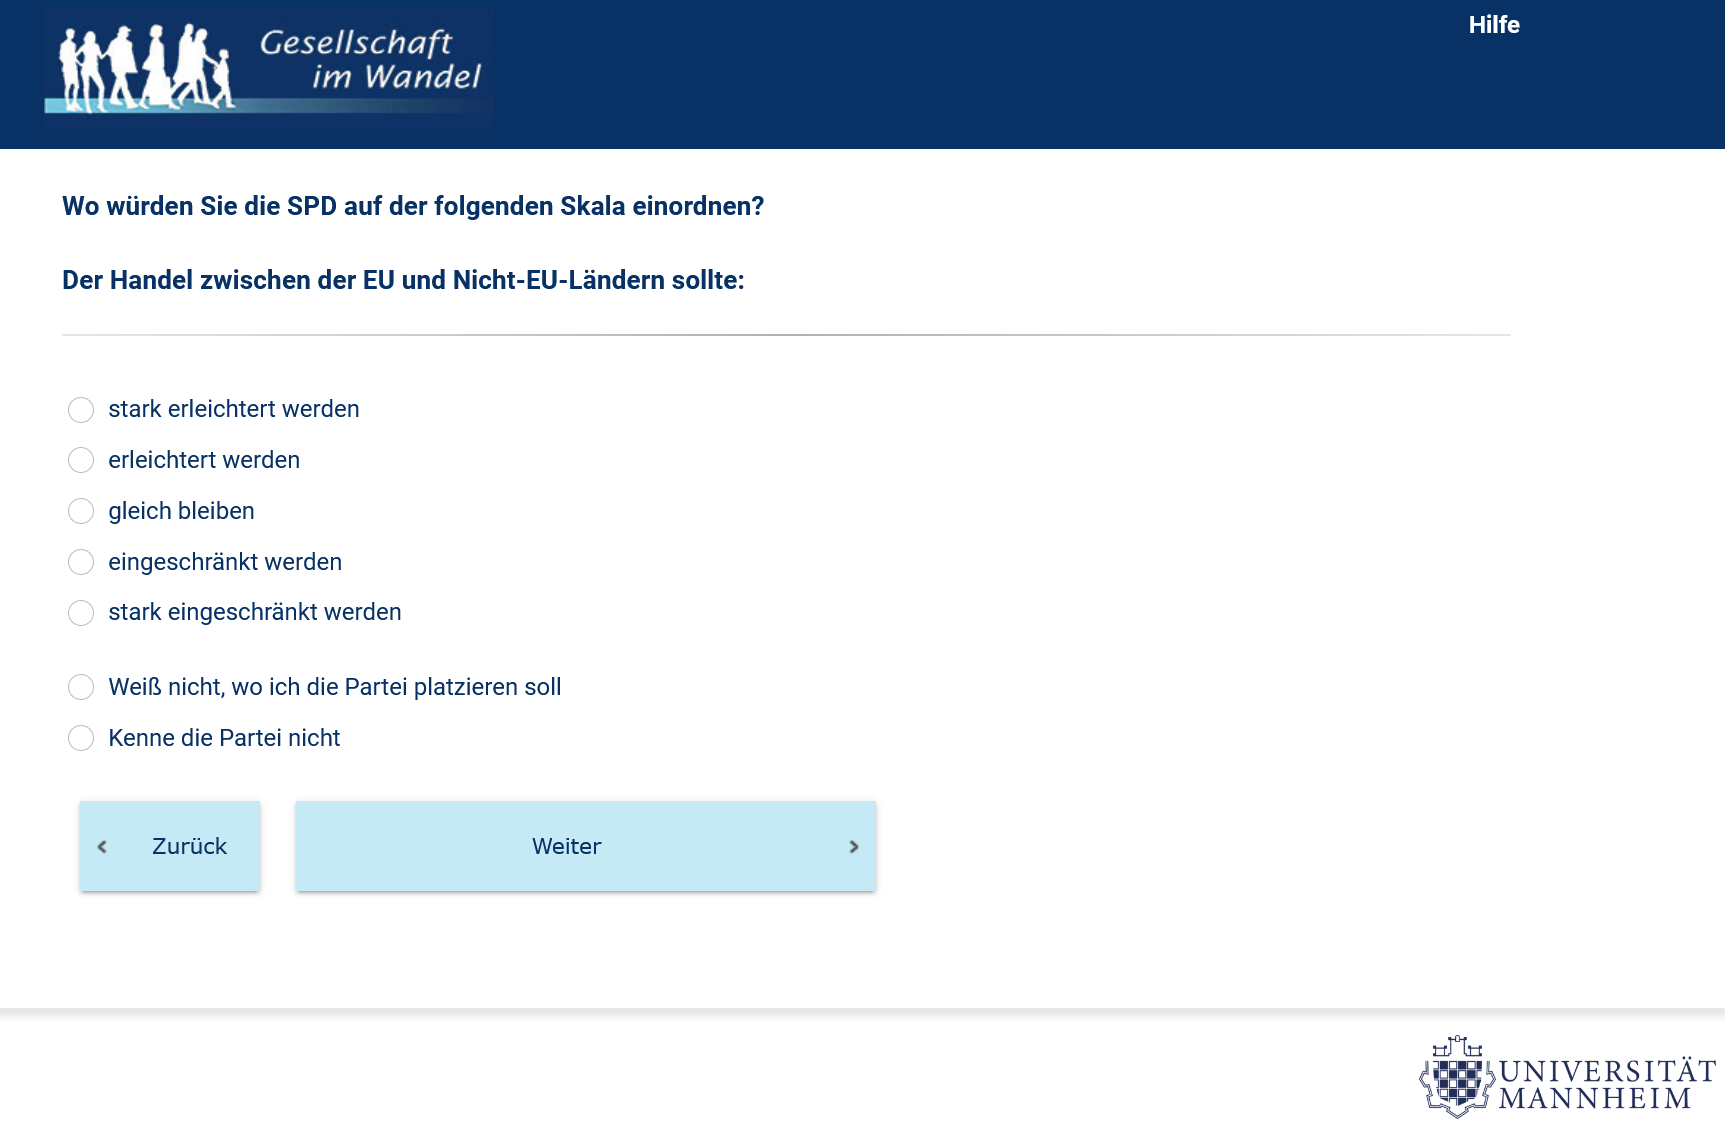 Gesellschaft
im Wandel
Hilfe
Wo würden Sie die SPD auf der folgenden Skala einordnen?
Der Handel zwischen der EU und Nicht-EU-Ländern sollte:
stark erleichtert werden
erleichtert werden
gleich bleiben
eingeschränkt werden
stark eingeschränkt werden
Weiß nicht, wo ich die Partei platzieren soll
Kenne die Partei nicht
Zurück
Weiter
UNIVERSITÄT
MANNHEIM